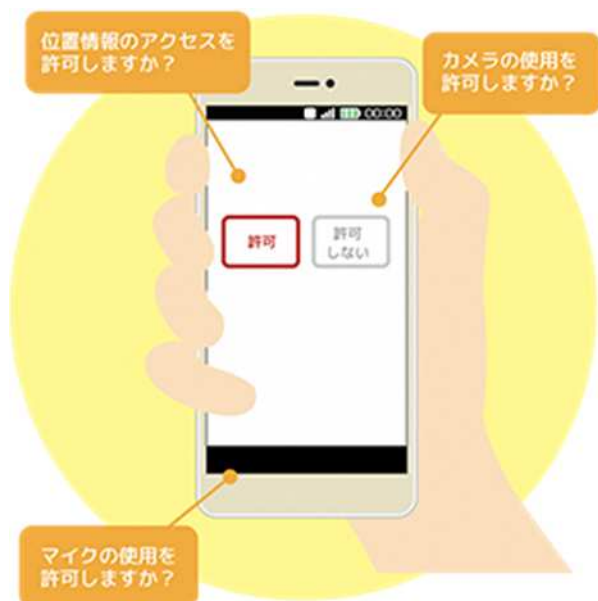 位置情報のアクセスを
許可しますか？
カメラの使用を
許可しますか？
00:00
許可
許可
しない
マイクの使用を
許可しますか？